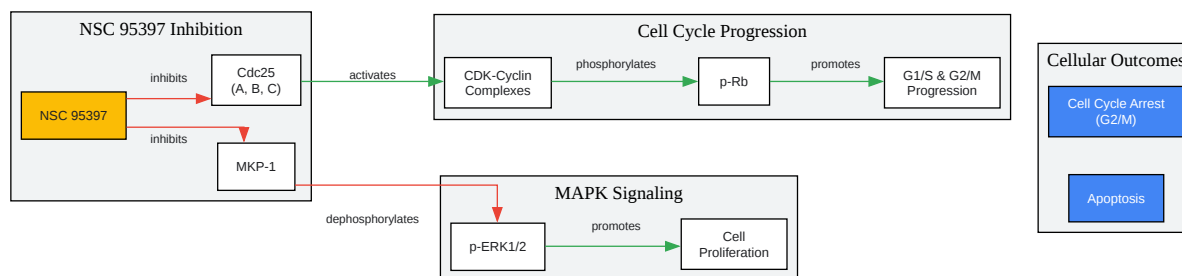 NSC 95397 Inhibition
NSC 95397
inhibits
inhibits
Cdc25
(A, B, C)
MKP-1
activates
dephosphorylates
Cell Cycle Progression
CDK-Cyclin
Complexes
phosphorylates
p-Rb
promotes
G1/S & G2/M
Progression
MAPK Signaling
p-ERK1/2
promotes
Cell
Proliferation
Cellular Outcomes
Cell Cycle Arrest
(G2/M)
Apoptosis